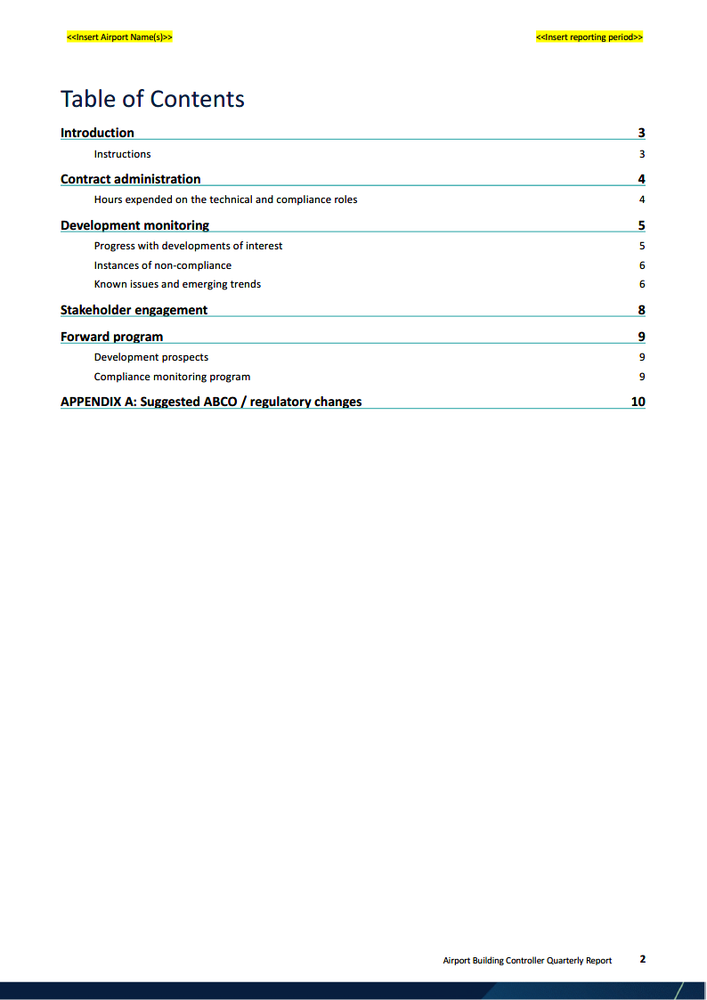 <<Insert Airport Name(s)>> <<Insert reporting period>>
Table of Contents
Introduction 3
Instructions 3
Contract administration 4
Hours expended on the technical and compliance roles 4
Development monitoring 5
Progress with developments of interest 5
Instances of non-compliance 6
Known issues and emerging trends 6
Stakeholder engagement 8
Forward program 9
Development prospects 9
Compliance monitoring program 9
APPENDIX A: Suggested ABCO / regulatory changes 10
Airport Building Controller Quarterly Report 2